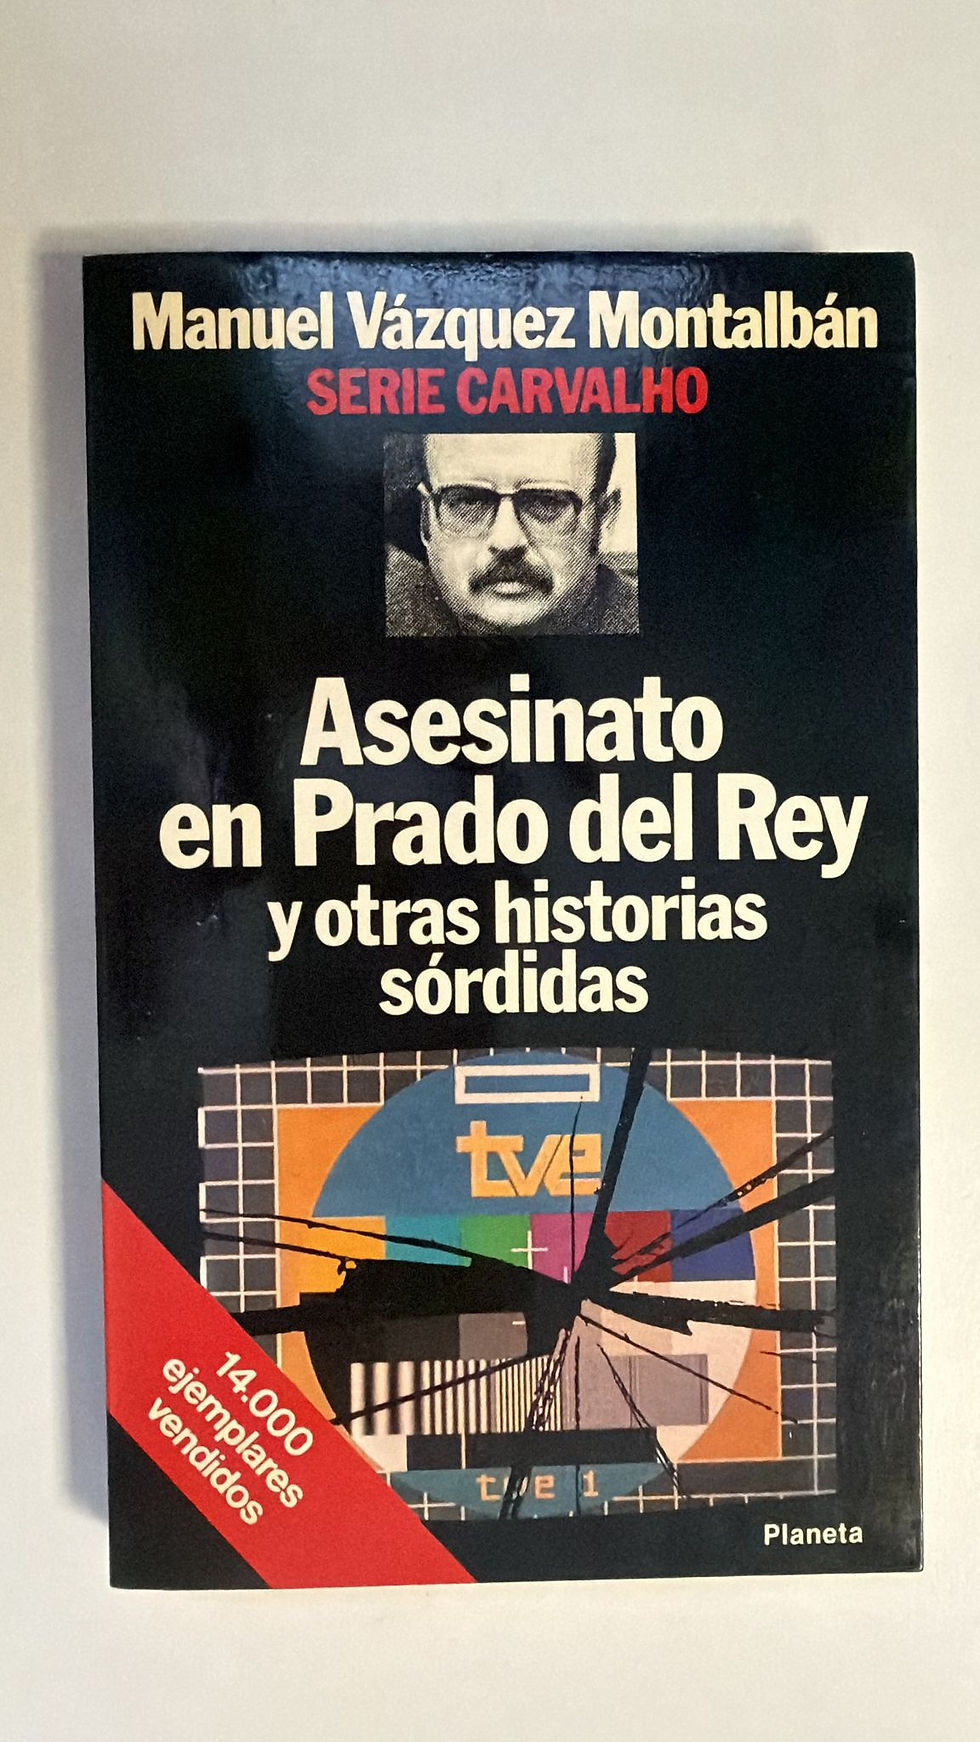 Manuel Vázquez Montalbán
SERIE CARVALHO
Asesinato
en Prado del Rey
y otras historias
sórdidas
tve
tve 1
14.000
ejemplares
vendidos
Planeta